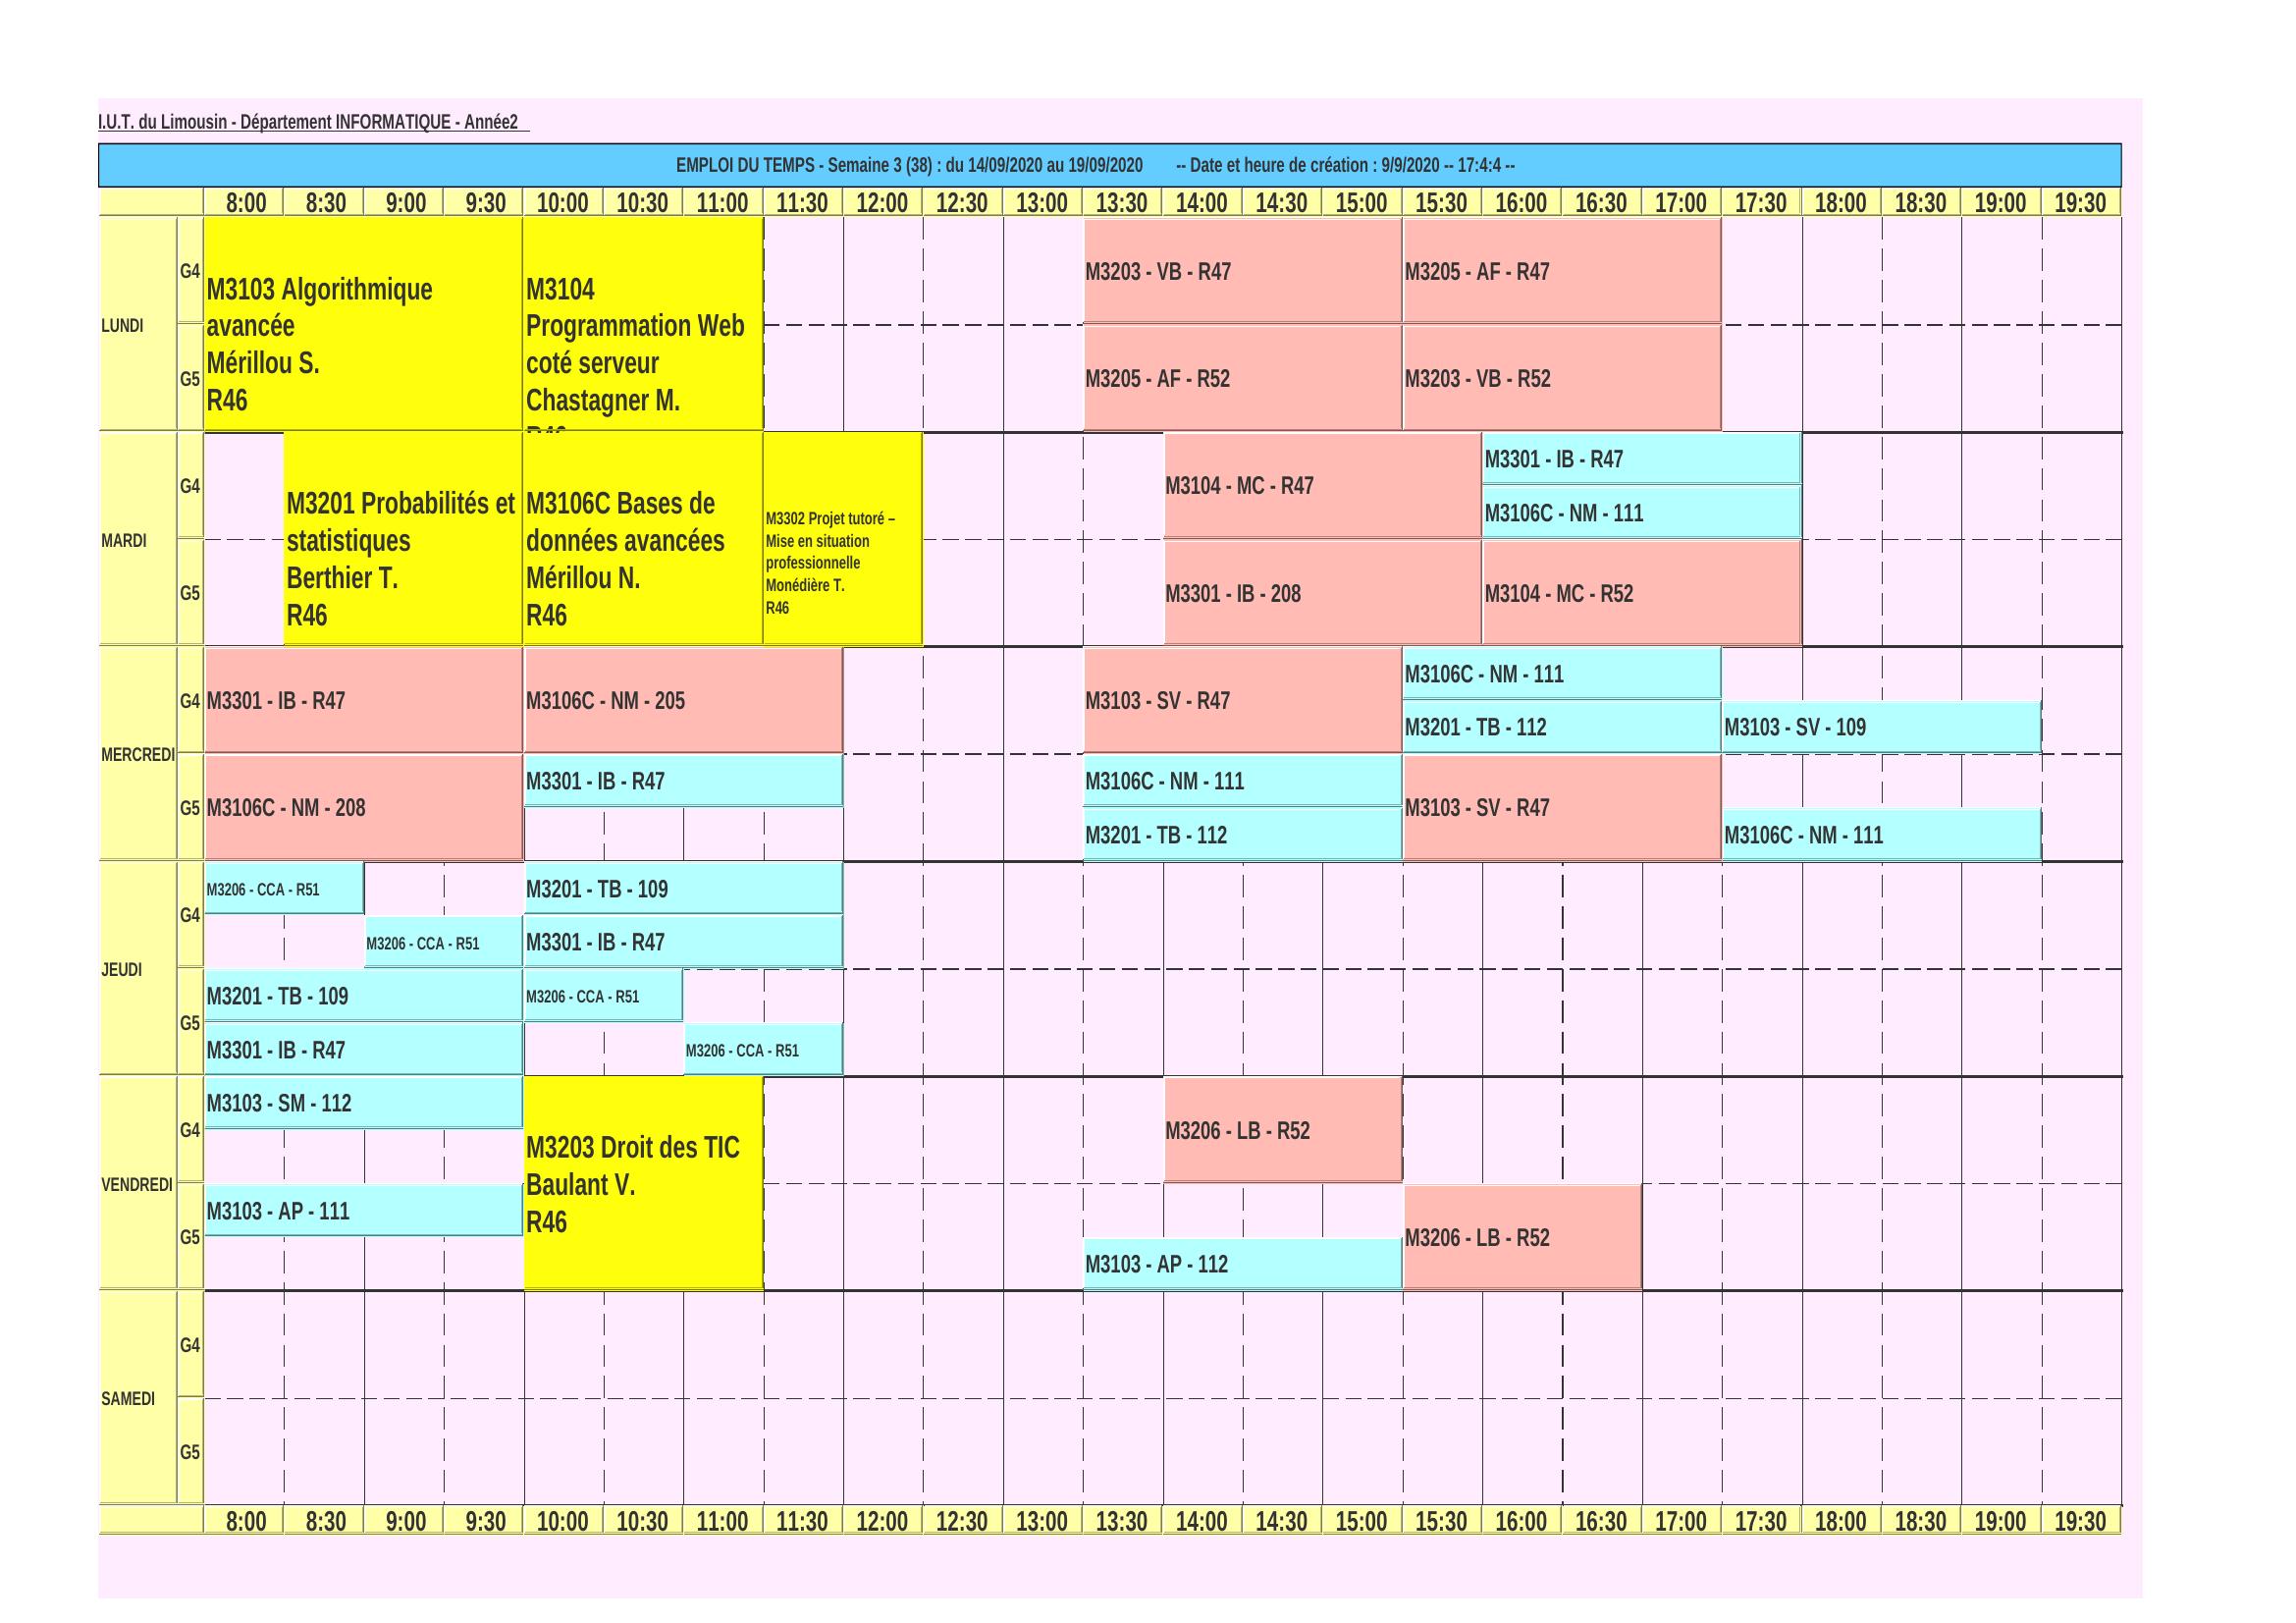 I.U.T. du Limousin - Département INFORMATIQUE - Année2
EMPLOI DU TEMPS - Semaine 3 (38) : du 14/09/2020 au 19/09/2020 -- Date et heure de création : 9/9/2020 -- 17:4:4 --
8:00 8:30 9:00 9:30 10:00 10:30 11:00 11:30 12:00 12:30 13:00 13:30 14:00 14:30 15:00 15:30 16:00 16:30 17:00 17:30 18:00 18:30 19:00 19:30
LUNDI
G4
G5
M3103 Algorithmique
avancée
Mérillou S.
R46
M3104
Programmation Web
coté serveur
Chastagner M.
M3203 - VB - R47
M3205 - AF - R47
M3205 - AF - R52
M3203 - VB - R52
MARDI
G4
G5
M3201 Probabilités et
statistiques
Berthier T.
R46
M3106C Bases de
données avancées
Mérillou N.
R46
M3302 Projet tutoré –
Mise en situation
professionnelle
Monédière T.
R46
M3104 - MC - R47
M3301 - IB - R47
M3106C - NM - 111
M3301 - IB - 208
M3104 - MC - R52
MERCREDI
G4
G5
M3301 - IB - R47
M3106C - NM - 205
M3103 - SV - R47
M3106C - NM - 111
M3201 - TB - 112
M3103 - SV - 109
M3106C - NM - 208
M3301 - IB - R47
M3106C - NM - 111
M3201 - TB - 112
M3103 - SV - R47
M3106C - NM - 111
JEUDI
G4
G5
M3206 - CCA - R51
M3201 - TB - 109
M3206 - CCA - R51
M3301 - IB - R47
M3201 - TB - 109
M3206 - CCA - R51
M3301 - IB - R47
M3206 - CCA - R51
VENDREDI
G4
G5
M3103 - SM - 112
M3103 - AP - 111
M3203 Droit des TIC
Baulant V.
R46
M3206 - LB - R52
M3103 - AP - 112
M3206 - LB - R52
SAMEDI
G4
G5
8:00 8:30 9:00 9:30 10:00 10:30 11:00 11:30 12:00 12:30 13:00 13:30 14:00 14:30 15:00 15:30 16:00 16:30 17:00 17:30 18:00 18:30 19:00 19:30